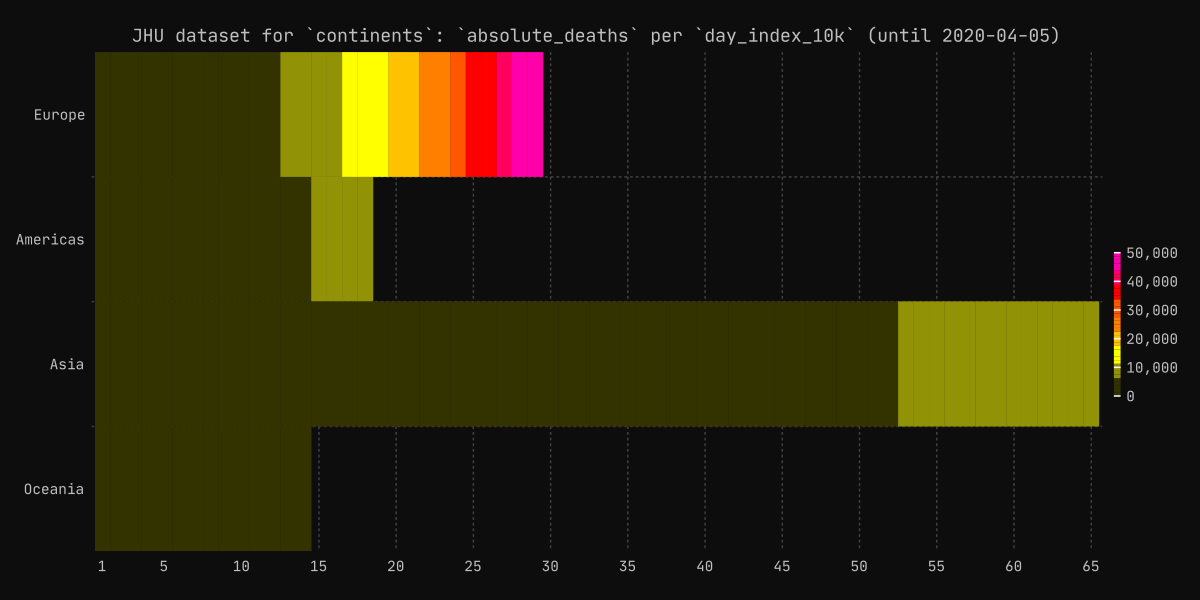 JHU dataset for `continents`: `absolute_deaths` per `day_index_10k` (until 2020-04-05)
Europe
Americas
Asia
Oceania
50,000
40,000
30,000
20,000
10,000
0
1 5 10 15 20 25 30 35 40 45 50 55 60 65